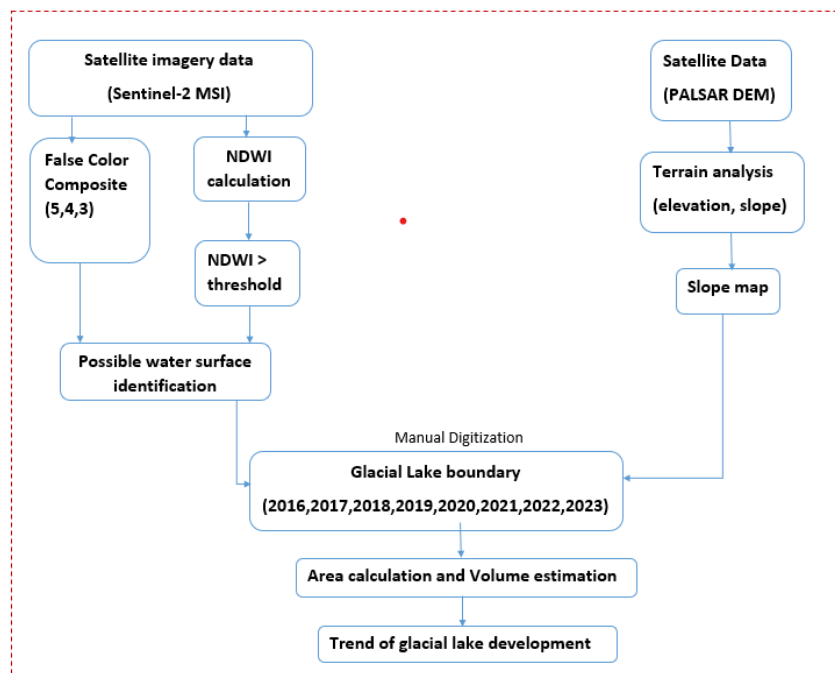 Satellite imagery data
(Sentinel-2 MSI)
False Color
Composite
(5,4,3)
NDWI
calculation
NDWI >
threshold
Possible water surface
identification
Satellite Data
(PALSAR DEM)
Terrain analysis
(elevation, slope)
Slope map
Manual Digitization
Glacial Lake boundary
(2016,2017,2018,2019,2020,2021,2022,2023)
Area calculation and Volume estimation
Trend of glacial lake development